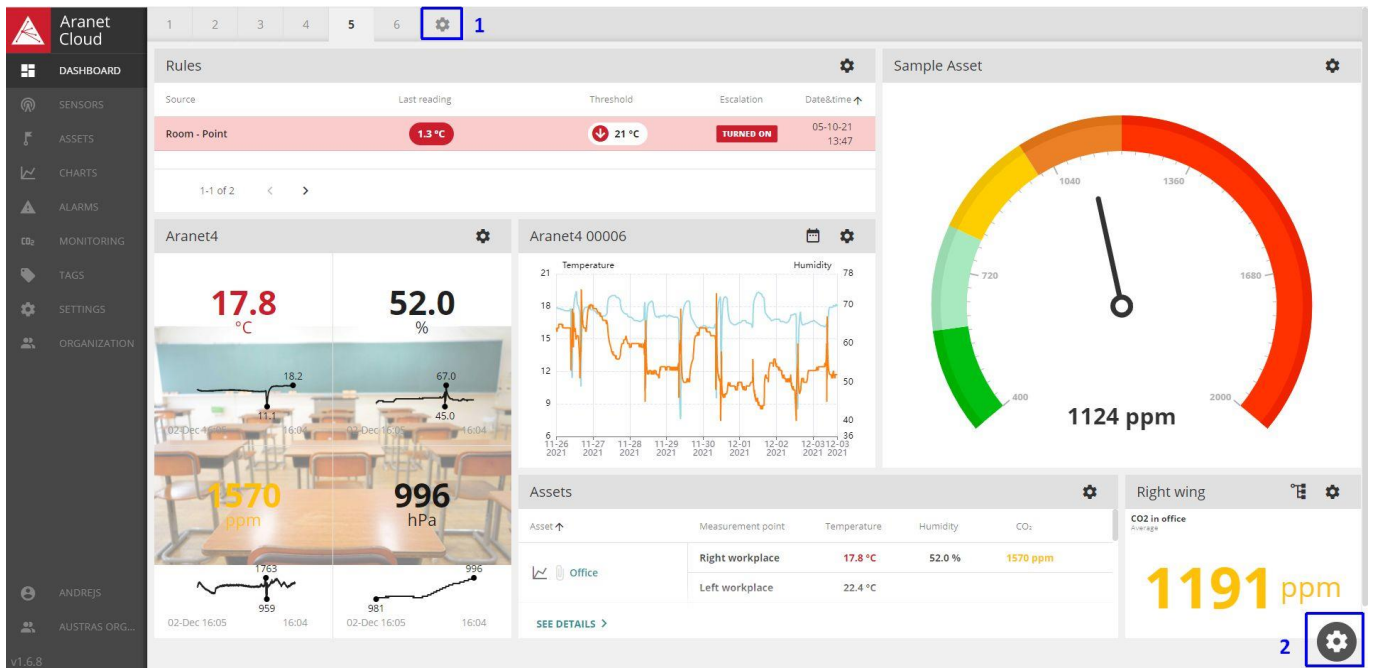 Aranet
Cloud
DASHBOARD
SENSORS
ASSETS
CHARTS
ALARMS
CO₂ MONITORING
TAGS
SETTINGS
ORGANIZATION
ANDREJS
AUSTRAS ORG...
v1.6.8
1 2 3 4 5 6 1
Rules
Source Last reading Threshold Escalation Date&time
Room - Point 1.3 °C 21 °C TURNED ON 05-10-21
13:47
1-1 of 2
Sample Asset
400
720
1040
1360
1680
2000
1124 ppm
Aranet4
17.8
°C
52.0
%
18.2
11.1
02-Dec 16:05 16:04
67.0
45.0
02-Dec 16:05 16:04
1570
ppm
996
hPa
1763
959
02-Dec 16:05 16:04
996
981
02-Dec 16:05 16:04
Aranet4 00006
Temperature Humidity
21 78
18 70
15 60
12 50
9 40
6 36
11-26 11-27 11-28 11-29 11-30 12-01 12-02 12-03 12-03
2021 2021 2021 2021 2021 2021 2021 2021 2021
Assets
Asset Measurement point Temperature Humidity CO₂
Office
Right workplace 17.8 °C 52.0 % 1570 ppm
Left workplace 22.4 °C
SEE DETAILS
Right wing
CO2 in office
Average
1191 ppm
2